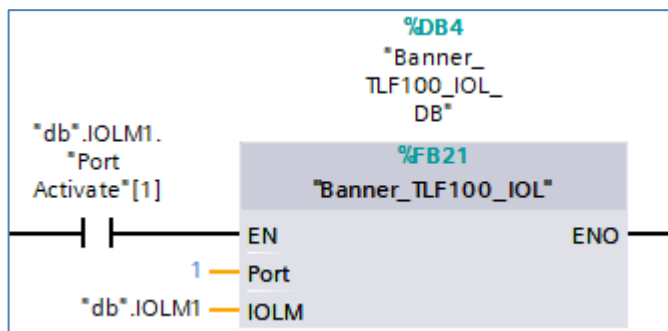 %DB4
"Banner_
TLF100_IOL_
DB"
"db".IOLM1.
"Port
Activate"[1]
%FB21
"Banner_TLF100_IOL"
EN
ENO
1
Port
"db".IOLM1
IOLM